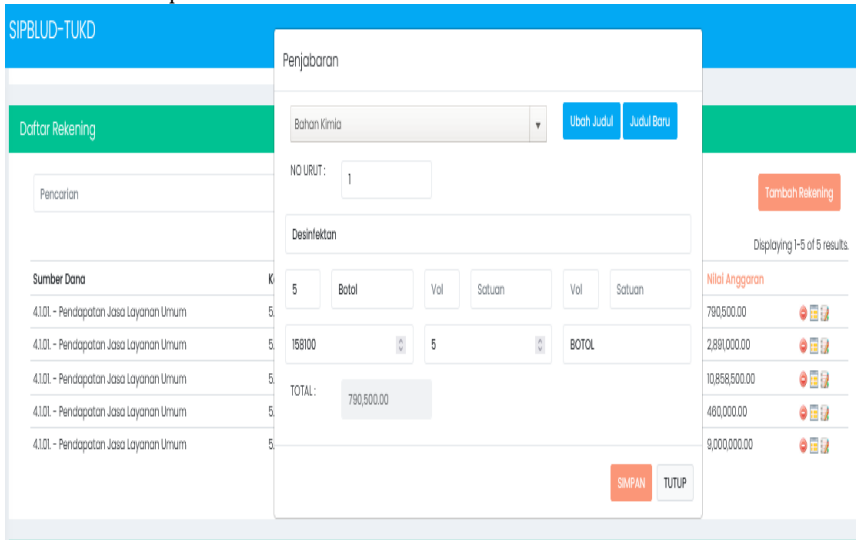 SIPBLUD-TUKD
Penjabaran
Bahan Kimia
Ubah Judul
Judul Baru
Daftar Rekening
NO URUT :
1
Pencarian
Tambah Rekening
Desinfektan
Displaying 1-5 of 5 results.
Sumber Dana
Nilai Anggaran
5
Botol
Vol
Satuan
Vol
Satuan
4.1.01. - Pendapatan Jasa Layanan Umum
5.
790,500.00
4.1.01. - Pendapatan Jasa Layanan Umum
5.
158100
5
BOTOL
2,891,000.00
4.1.01. - Pendapatan Jasa Layanan Umum
5.
10,858,500.00
TOTAL :
790,500.00
4.1.01. - Pendapatan Jasa Layanan Umum
5.
460,000.00
4.1.01. - Pendapatan Jasa Layanan Umum
5.
9,000,000.00
SIMPAN
TUTUP